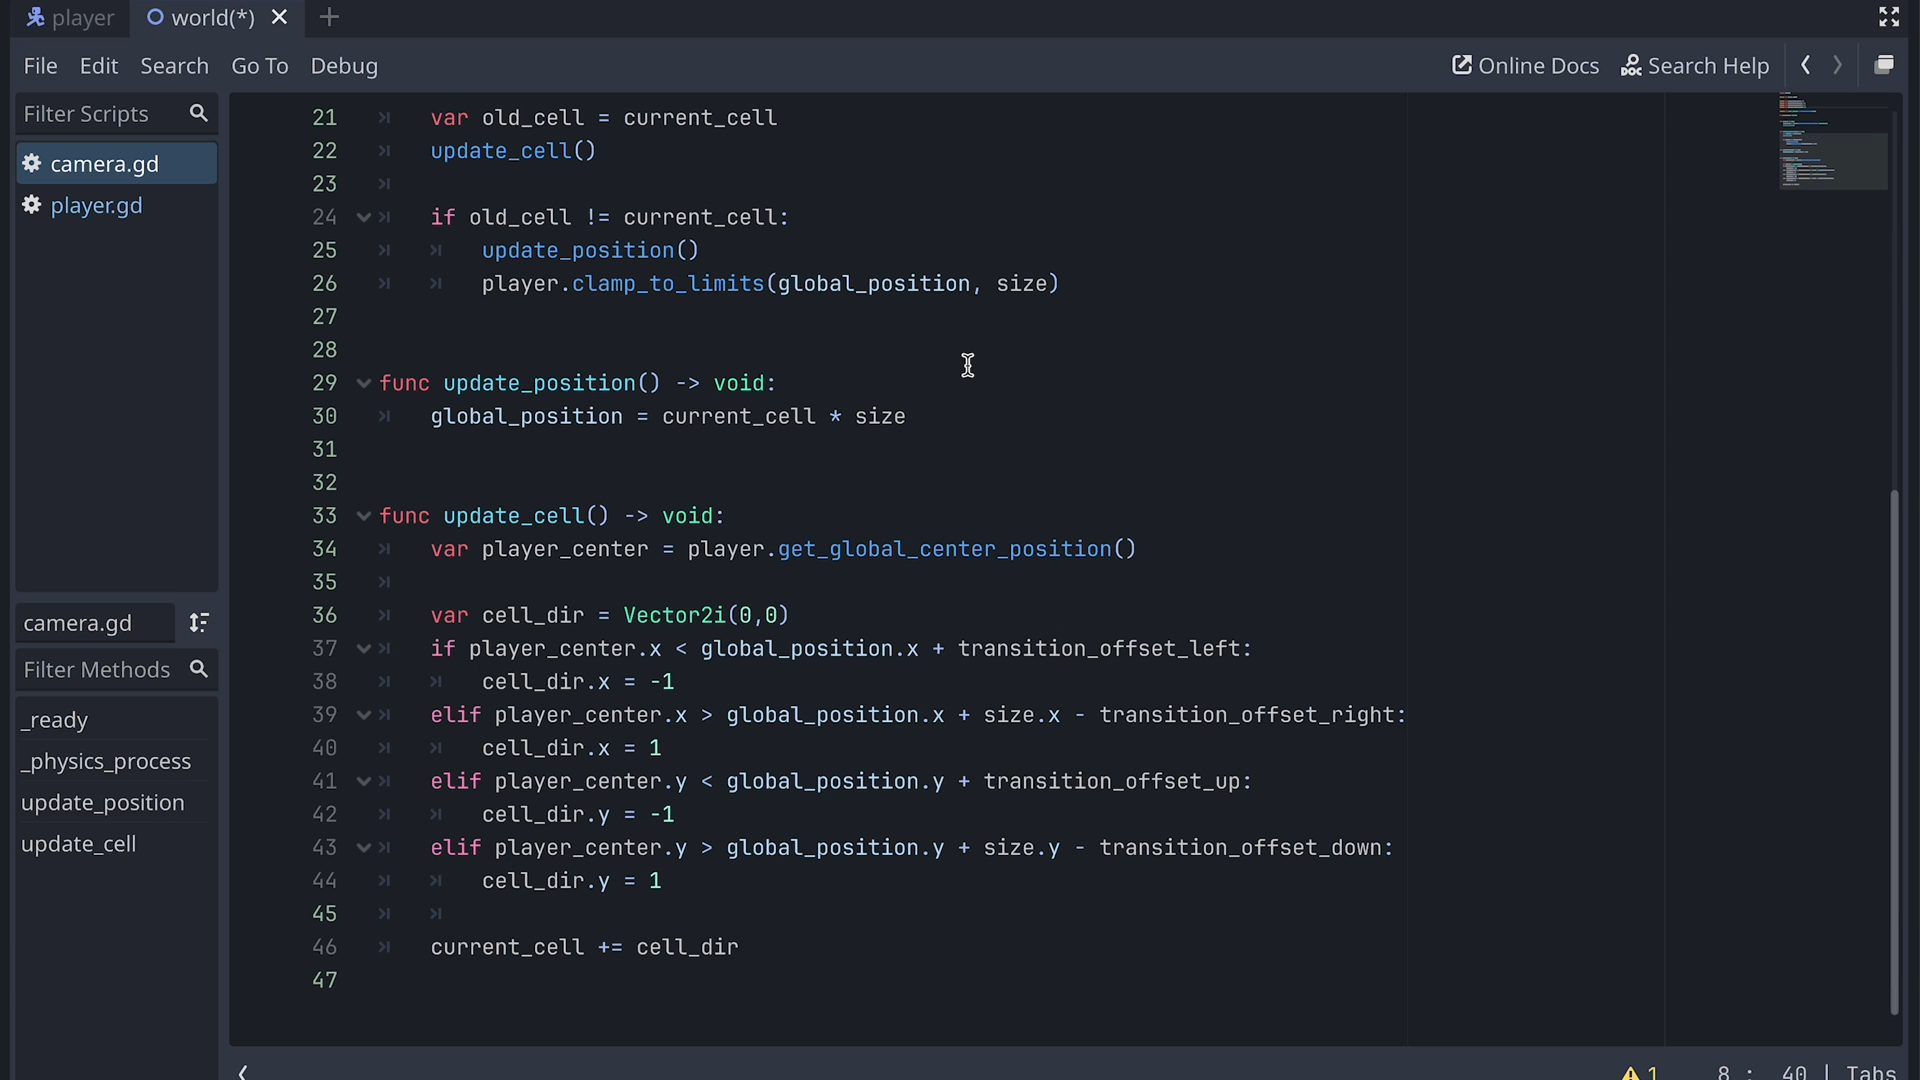 player world(*)
File Edit Search Go To Debug Online Docs Search Help
Filter Scripts
camera.gd
player.gd
camera.gd
Filter Methods
_ready
_physics_process
update_position
update_cell
21 var old_cell = current_cell
22 update_cell()
23
24 if old_cell != current_cell:
25 update_position()
26 player.clamp_to_limits(global_position, size)
27
28
29 func update_position() -> void:
30 global_position = current_cell * size
31
32
33 func update_cell() -> void:
34 var player_center = player.get_global_center_position()
35
36 var cell_dir = Vector2i(0,0)
37 if player_center.x < global_position.x + transition_offset_left:
38 cell_dir.x = -1
39 elif player_center.x > global_position.x + size.x - transition_offset_right:
40 cell_dir.x = 1
41 elif player_center.y < global_position.y + transition_offset_up:
42 cell_dir.y = -1
43 elif player_center.y > global_position.y + size.y - transition_offset_down:
44 cell_dir.y = 1
45
46 current_cell += cell_dir
47
1 8 : 40 | Tabs